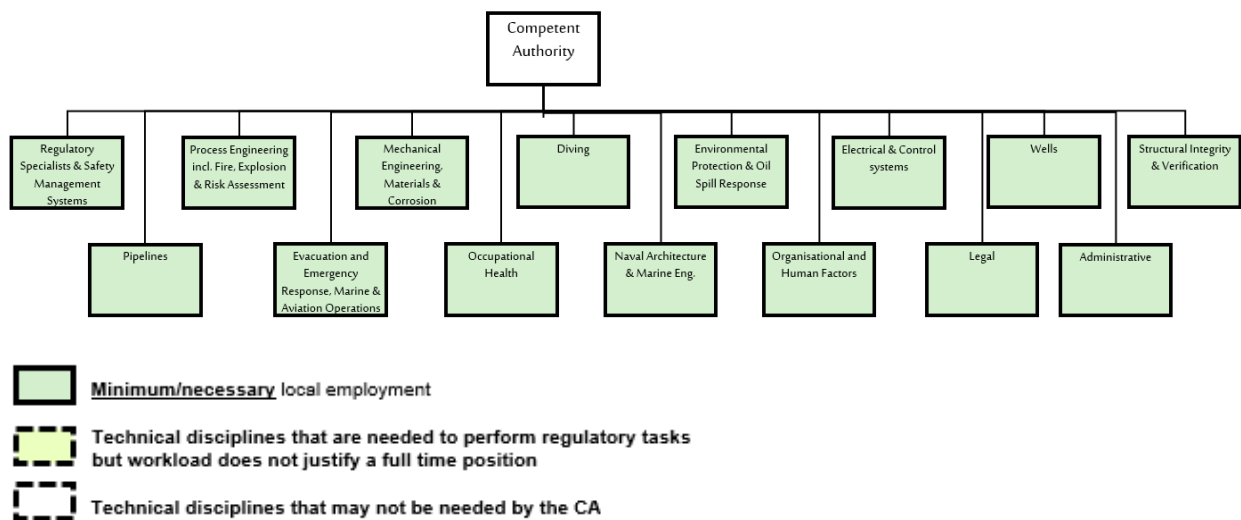 Competent
Authority
Regulatory
Specialists & Safety
Management
Systems
Process Engineering
incl. Fire, Explosion
& Risk Assessment
Mechanical
Engineering,
Materials &
Corrosion
Diving
Environmental
Protection & Oil
Spill Response
Electrical & Control
systems
Wells
Structural Integrity
& Verification
Pipelines
Evacuation and
Emergency
Response, Marine &
Aviation Operations
Occupational
Health
Naval Architecture
& Marine Eng.
Organisational and
Human Factors
Legal
Administrative
Minimum/necessary local employment
Technical disciplines that are needed to perform regulatory tasks
but workload does not justify a full time position
Technical disciplines that may not be needed by the CA